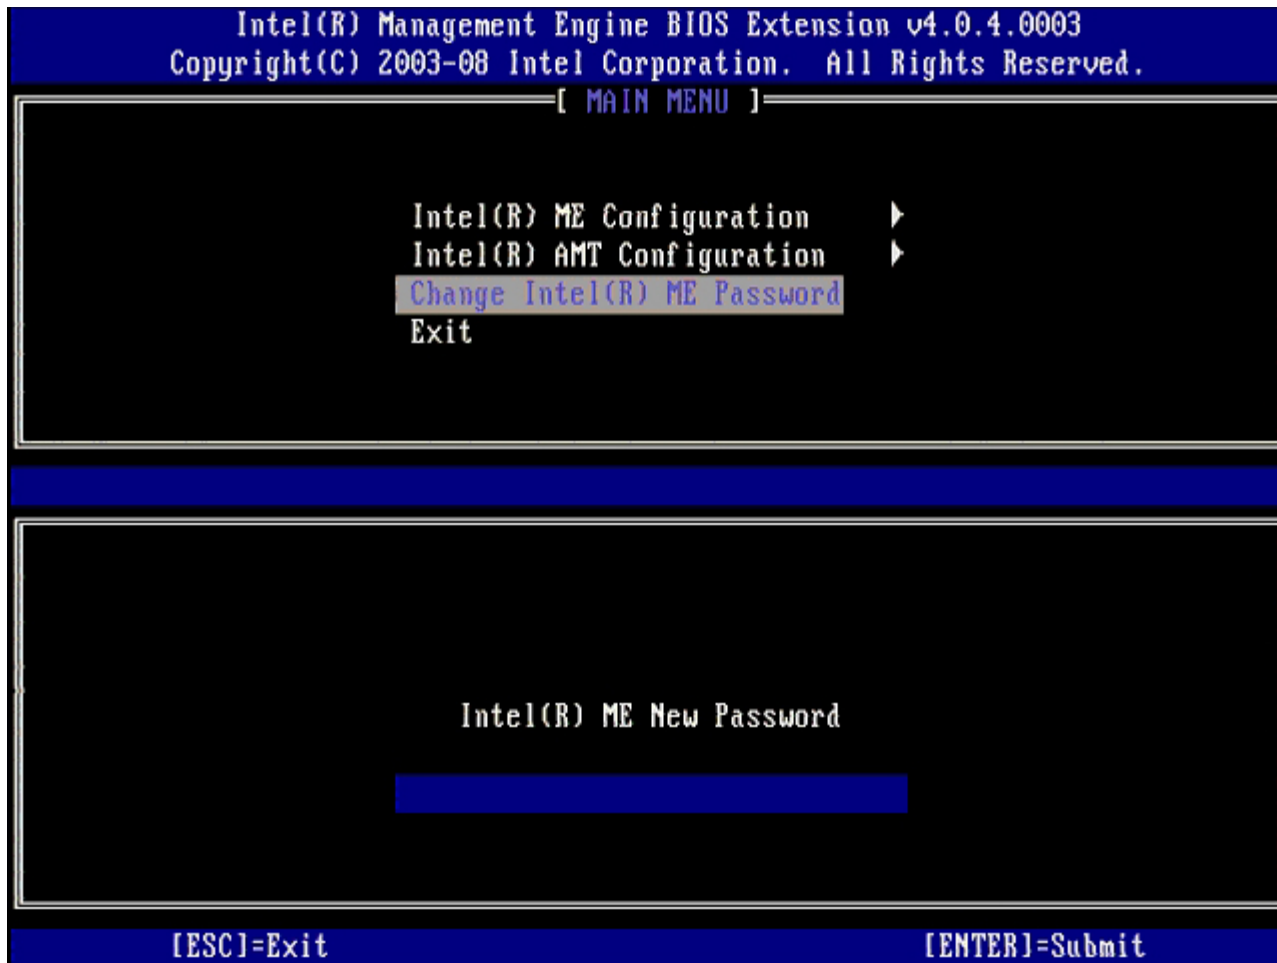 Intel(R) Management Engine BIOS Extension v4.0.4.0003
Copyright(C) 2003-08 Intel Corporation. All Rights Reserved.
[ MAIN MENU ]
Intel(R) ME Configuration
Intel(R) AMT Configuration
Change Intel(R) ME Password
Exit
Intel(R) ME New Password
[ESC]=Exit [ENTER]=Submit